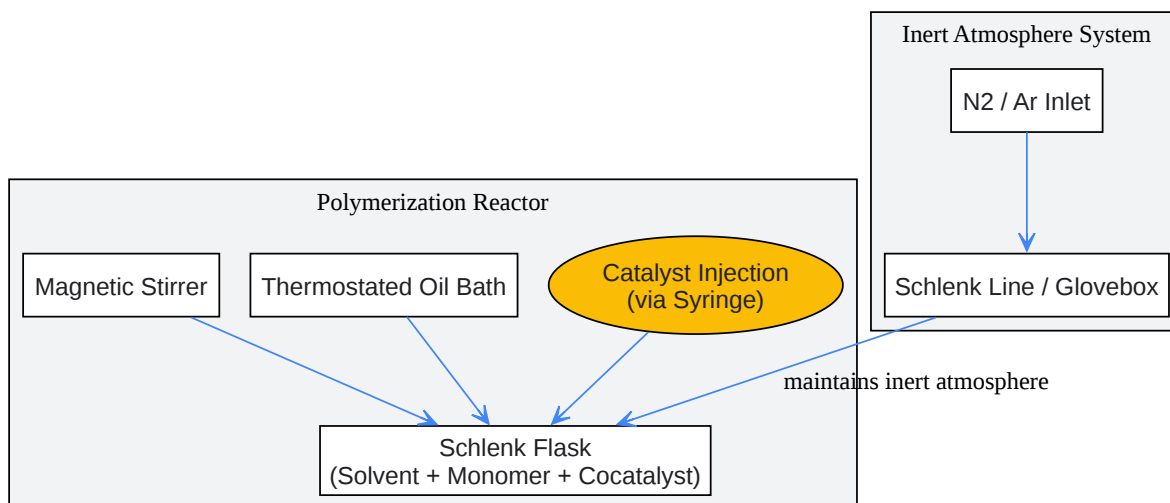 Inert Atmosphere System
N2 / Ar Inlet
Polymerization Reactor
Magnetic Stirrer
Thermostated Oil Bath
Catalyst Injection
(via Syringe)
Schlenk Line / Glovebox
maintains inert atmosphere
Schlenk Flask
(Solvent + Monomer + Cocatalyst)